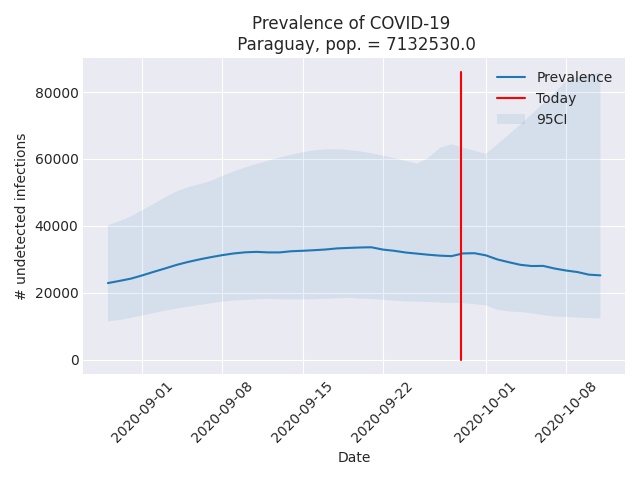 Prevalence of COVID-19
Paraguay, pop. = 7132530.0
Prevalence
Today
95CI
80000
60000
40000
20000
0
# undetected infections
2020-09-01
2020-09-08
2020-09-15
2020-09-22
2020-10-01
2020-10-08
Date